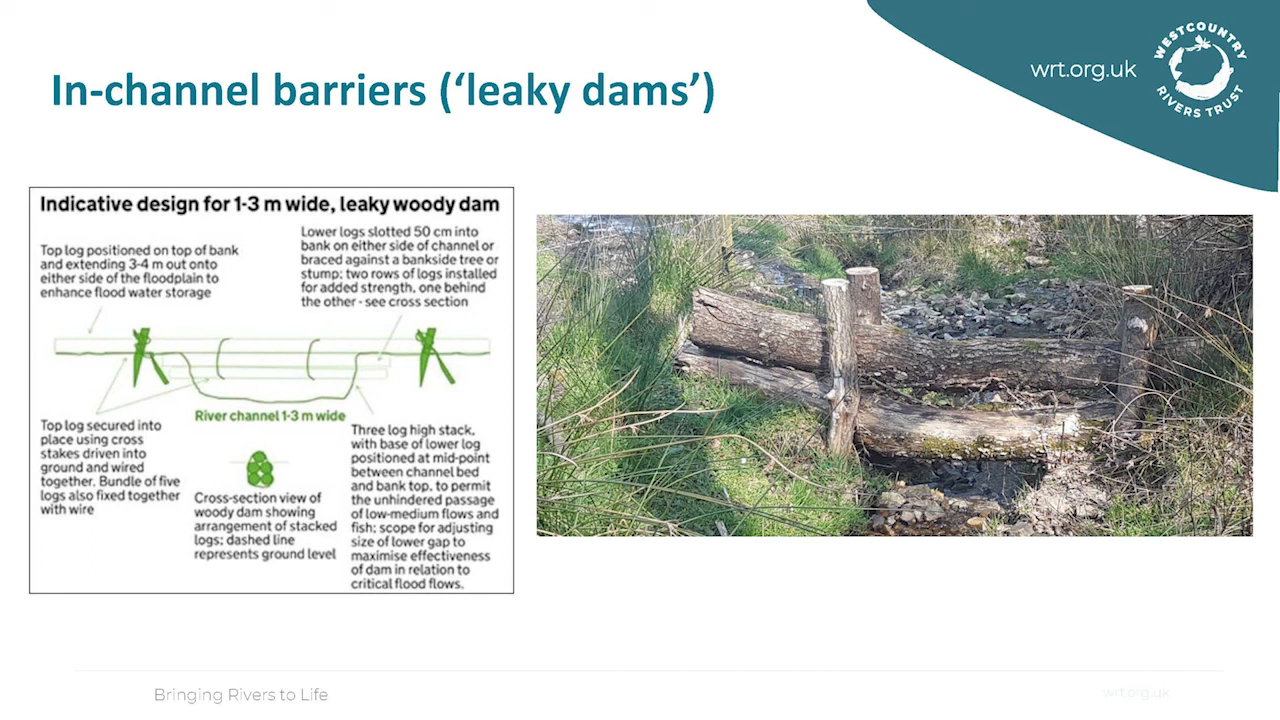 In-channel barriers (‘leaky dams’)
wrt.org.uk
WESTCOUNTRY
RIVERS TRUST
Indicative design for 1-3 m wide, leaky woody dam
Top log positioned on top of bank
and extending 3-4 m out onto
either side of the floodplain to
enhance flood water storage
Lower logs slotted 50 cm into
bank on either side of channel or
braced against a bankside tree or
stump; two rows of logs installed
for added strength, one behind
the other - see cross section
River channel 1-3 m wide
Top log secured into
place using cross
stakes driven into
ground and wired
together. Bundle of five
logs also fixed together
with wire
Cross-section view of
woody dam showing
arrangement of stacked
logs; dashed line
represents ground level
Three log high stack,
with base of lower log
positioned at mid-point
between channel bed
and bank top, to permit
the unhindered passage
of low-medium flows and
fish; scope for adjusting
size of lower gap to
maximise effectiveness
of dam in relation to
critical flood flows.
Bringing Rivers to Life
wrt.org.uk